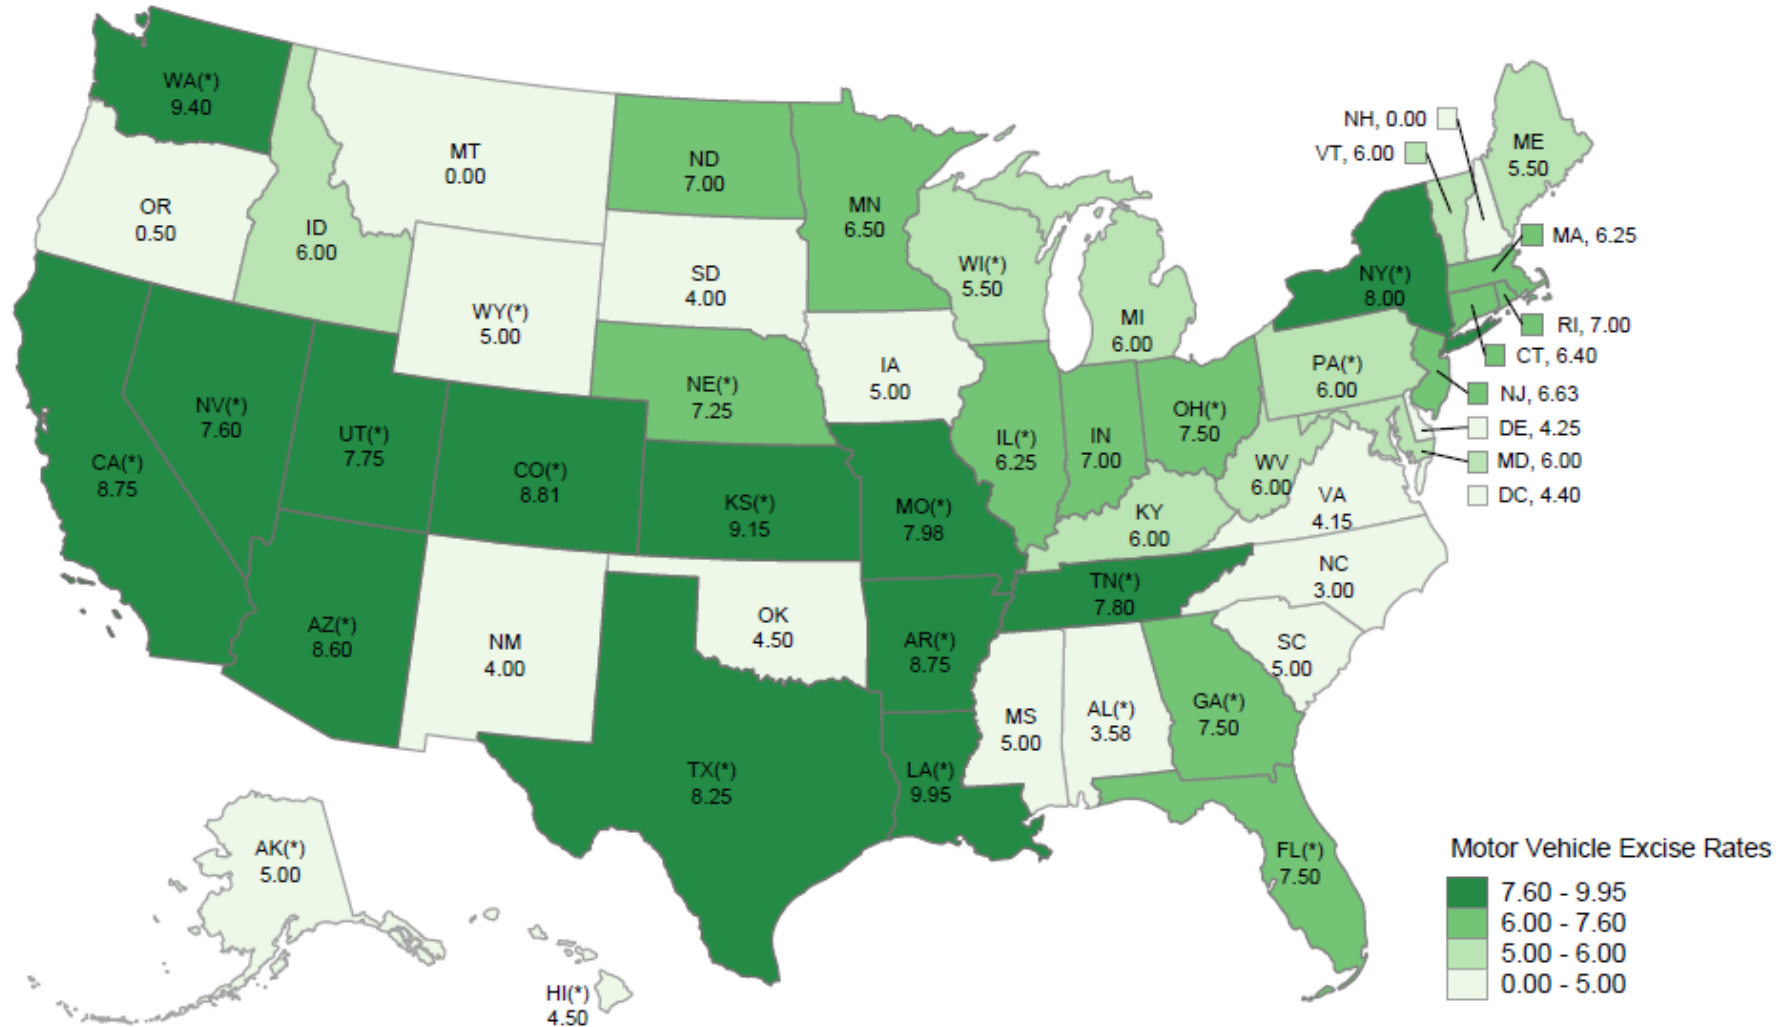 WA(*)
9.40
OR
0.50
MT
0.00
ID
6.00
ND
7.00
MN
6.50
SD
4.00
WY(*)
5.00
WI(*)
5.50
MI
6.00
NH, 0.00
VT, 6.00
ME
5.50
MA, 6.25
NY(*)
8.00
RI, 7.00
CT, 6.40
PA(*)
6.00
NJ, 6.63
DE, 4.25
MD, 6.00
DC, 4.40
CA(*)
8.75
NV(*)
7.60
UT(*)
7.75
CO(*)
8.81
NE(*)
7.25
IA
5.00
IL(*)
6.25
IN
7.00
OH(*)
7.50
WV
6.00
VA
4.15
KS(*)
9.15
MO(*)
7.98
KY
6.00
NC
3.00
TN(*)
7.80
AZ(*)
8.60
NM
4.00
OK
4.50
AR(*)
8.75
SC
5.00
TX(*)
8.25
LA(*)
9.95
MS
5.00
AL(*)
3.58
GA(*)
7.50
FL(*)
7.50
AK(*)
5.00
HI(*)
4.50
Motor Vehicle Excise Rates
7.60 - 9.95
6.00 - 7.60
5.00 - 6.00
0.00 - 5.00